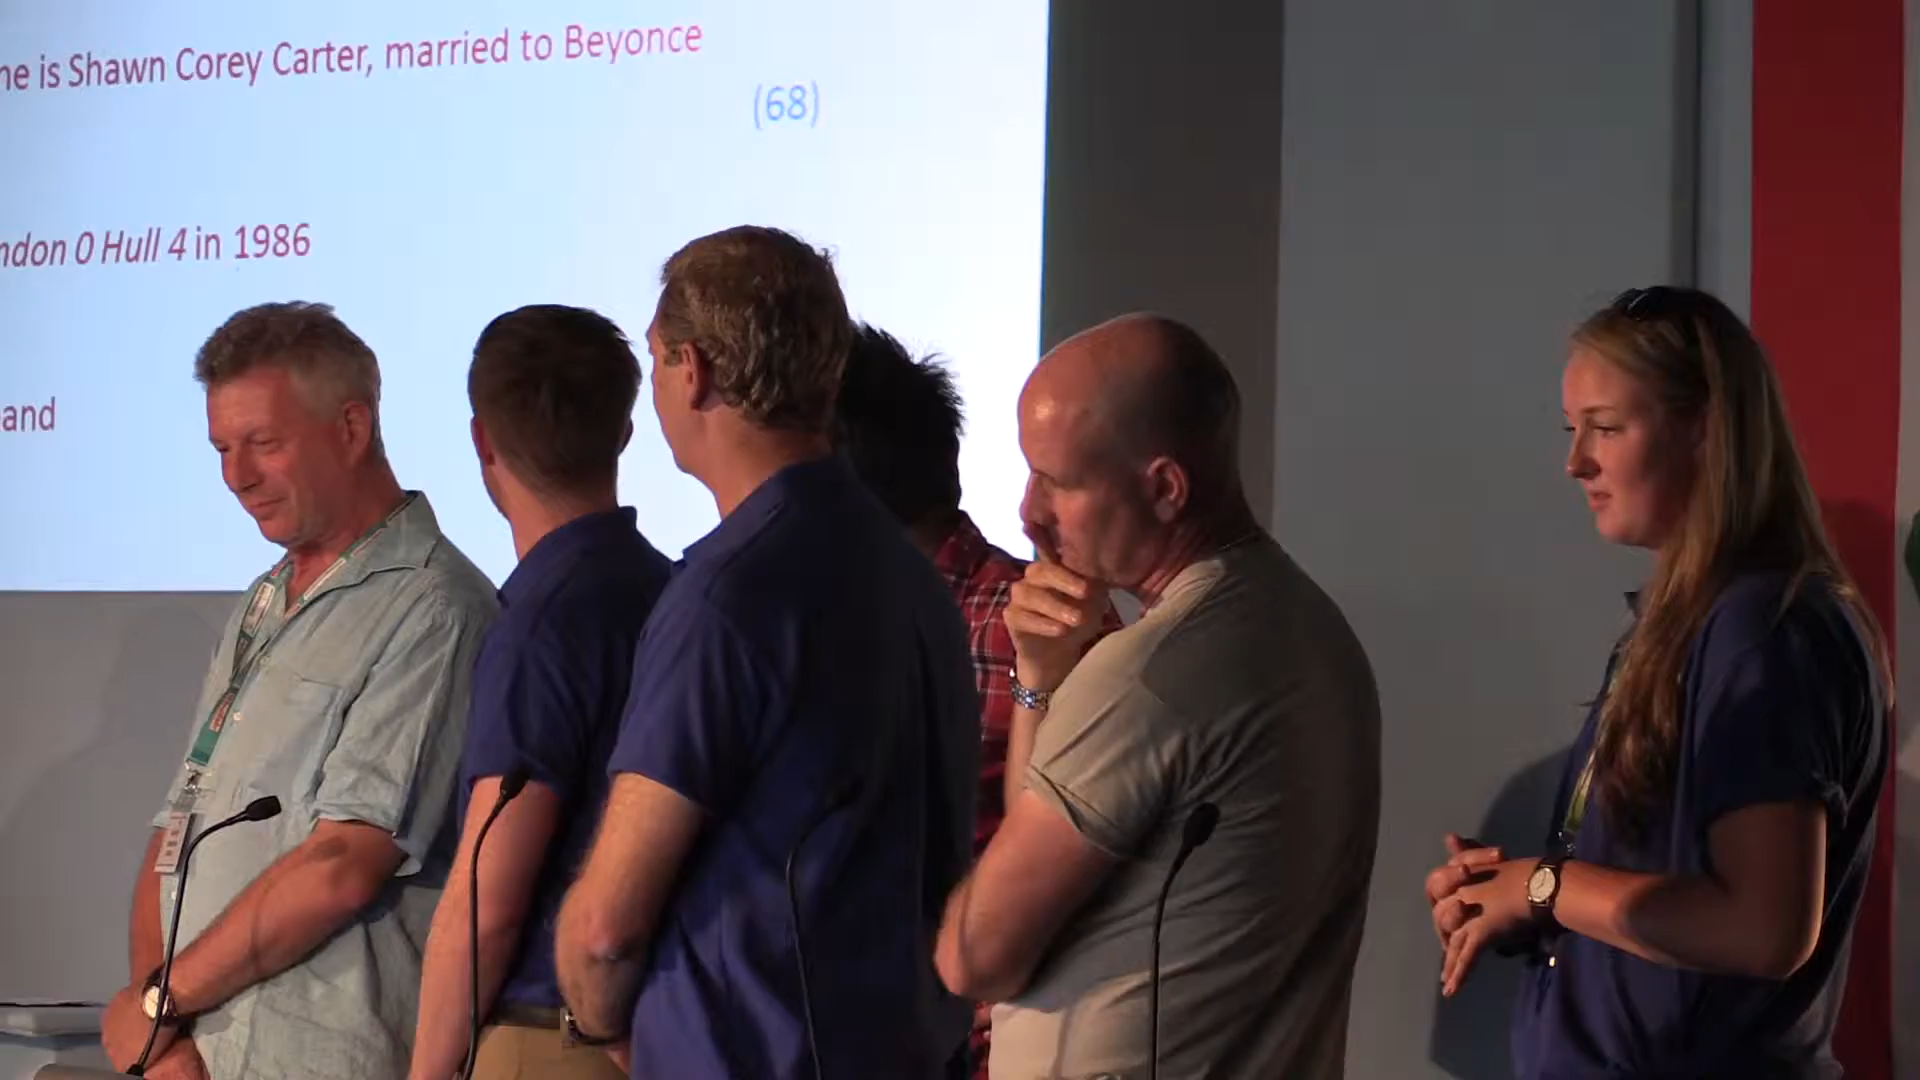 ne is Shawn Corey Carter, married to Beyonce
(68)
ndon 0 Hull 4 in 1986
and